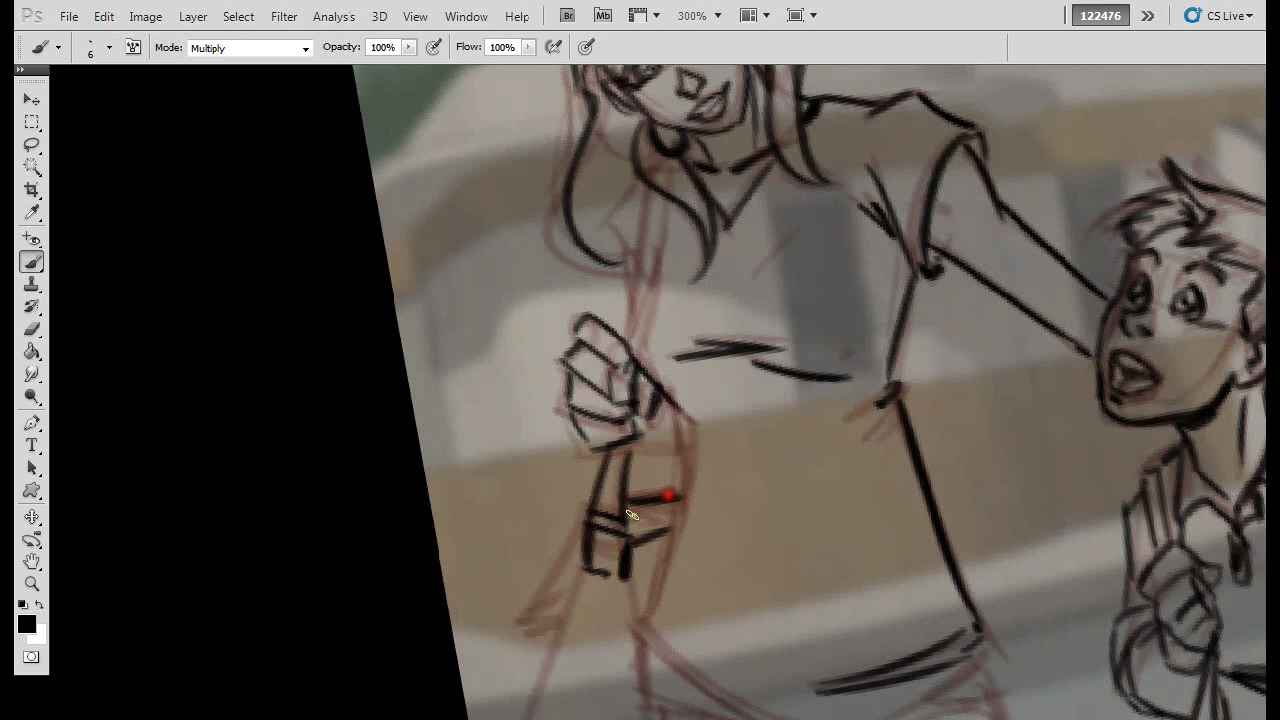 Ps File Edit Image Layer Select Filter Analysis 3D View Window Help Br Mb 300% 122476 CS Live
6 Mode: Multiply Opacity: 100% Flow: 100%
T